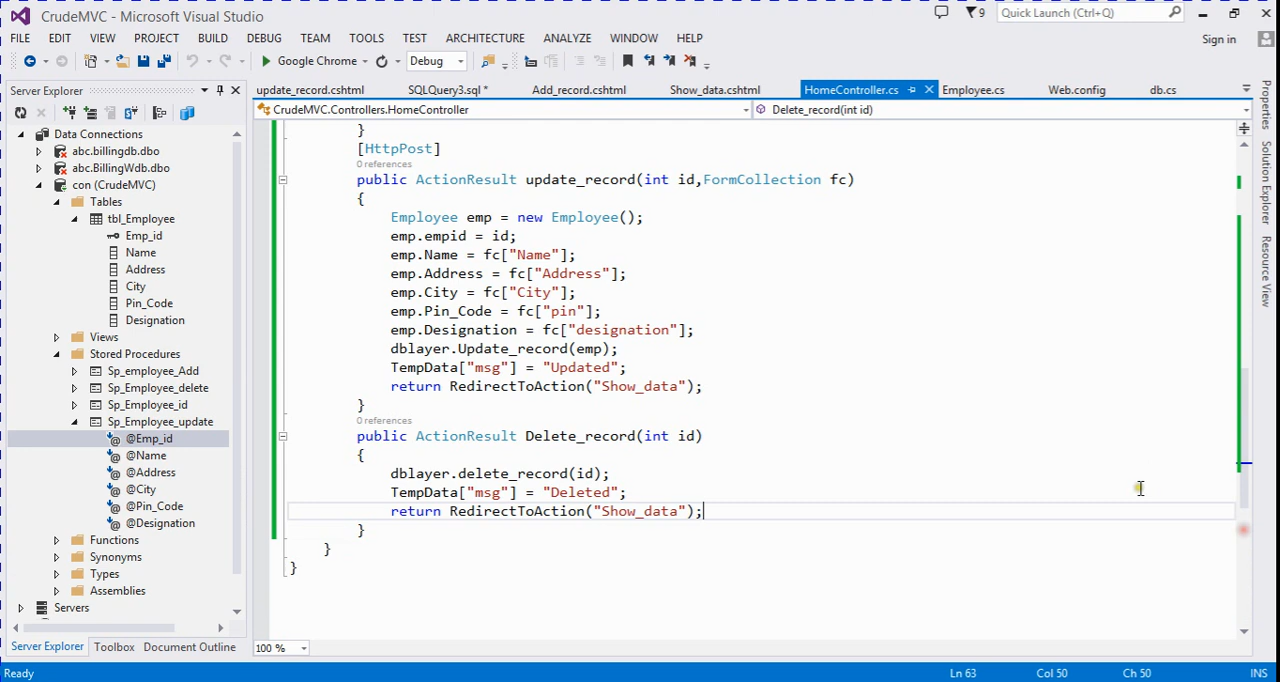 CrudeMVC - Microsoft Visual Studio
9
Quick Launch (Ctrl+Q)
FILE EDIT VIEW PROJECT BUILD DEBUG TEAM TOOLS TEST ARCHITECTURE ANALYZE WINDOW HELP
Sign in
Google Chrome Debug
Server Explorer
update_record.cshtml SQLQuery3.sql * Add_record.cshtml Show_data.cshtml HomeController.cs Employee.cs Web.config db.cs
CrudeMVC.Controllers.HomeController Delete_record(int id)
Data Connections
abc.billingdb.dbo
abc.BillingWdb.dbo
con (CrudeMVC)
Tables
tbl_Employee
Emp_id
Name
Address
City
Pin_Code
Designation
Views
Stored Procedures
Sp_employee_Add
Sp_employee_delete
Sp_Employee_id
Sp_Employee_update
@Emp_id
@Name
@Address
@City
@Pin_Code
@Designation
Functions
Synonyms
Types
Assemblies
Servers
Server Explorer Toolbox Document Outline
}
[HttpPost]
0 references
public ActionResult update_record(int id,FormCollection fc)
{
Employee emp = new Employee();
emp.empid = id;
emp.Name = fc["Name"];
emp.Address = fc["Address"];
emp.City = fc["City"];
emp.Pin_Code = fc["pin"];
emp.Designation = fc["designation"];
dblayer.Update_record(emp);
TempData["msg"] = "Updated";
return RedirectToAction("Show_data");
}
0 references
public ActionResult Delete_record(int id)
{
dblayer.delete_record(id);
TempData["msg"] = "Deleted";
return RedirectToAction("Show_data");
}
}
}
100 %
Properties
Solution Explorer
Resource View
Ready Ln 63 Col 50 Ch 50 INS